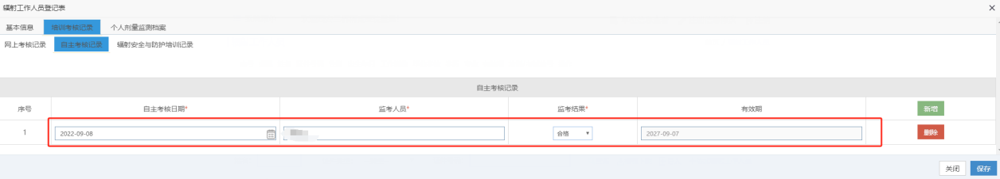 辐射工作人员登记表 ×
基本信息 培训考核记录 个人剂量监测档案
网上考核记录 自主考核记录 辐射安全与防护培训记录
自主考核记录
序号 自主考核日期* 监考人员* 监考结果* 有效期 新增
1 2022-09-08 合格 2027-09-07 删除
关闭 保存